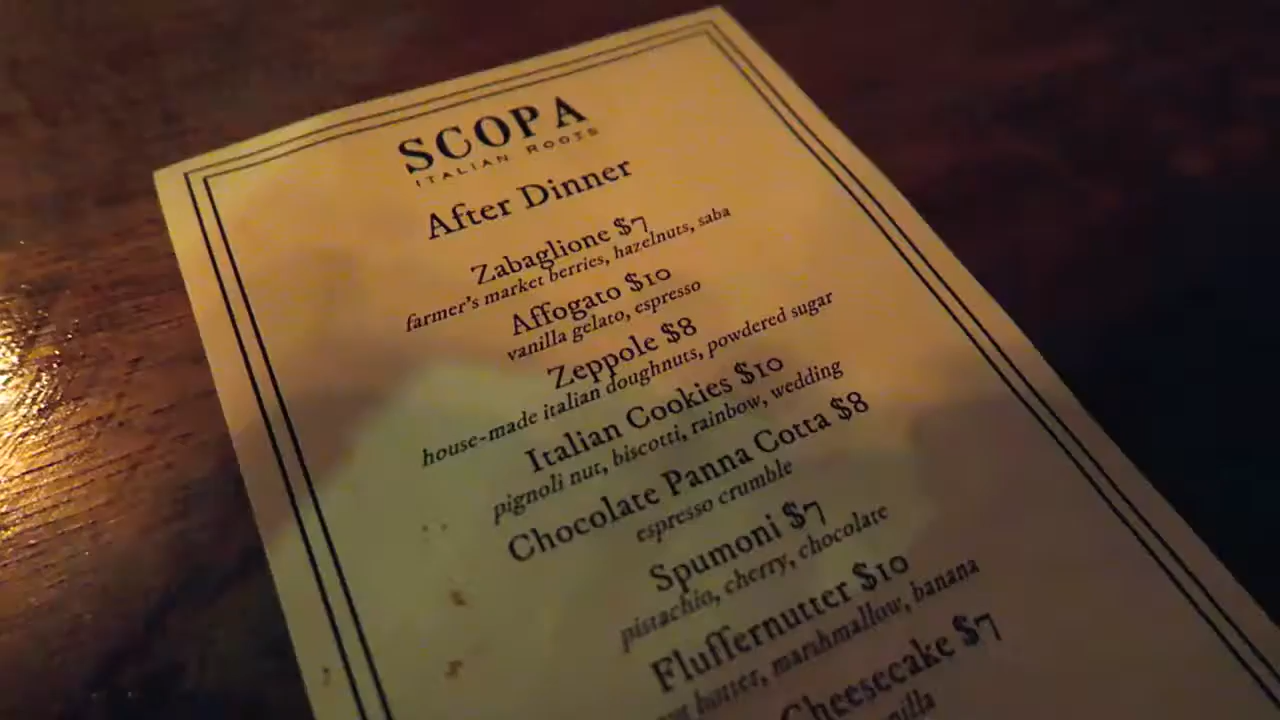 SCOPA
ITALIAN ROOTS
After Dinner
Zabaglione $7
farmer's market berries, hazelnuts, saba
Affogato $10
vanilla gelato, espresso
Zeppole $8
house-made italian doughnuts, powdered sugar
Italian Cookies $10
pignoli nut, biscotti, rainbow, wedding
Chocolate Panna Cotta $8
espresso crumble
Spumoni $7
pistachio, cherry, chocolate
Fluffernutter $10
butter, marshmallow, banana
Cheesecake $7